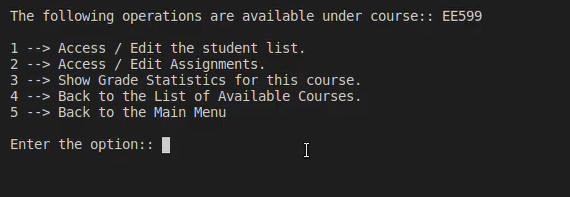 The following operations are available under course:: EE599
1 --> Access / Edit the student list.
2 --> Access / Edit Assignments.
3 --> Show Grade Statistics for this course.
4 --> Back to the List of Available Courses.
5 --> Back to the Main Menu
Enter the option::